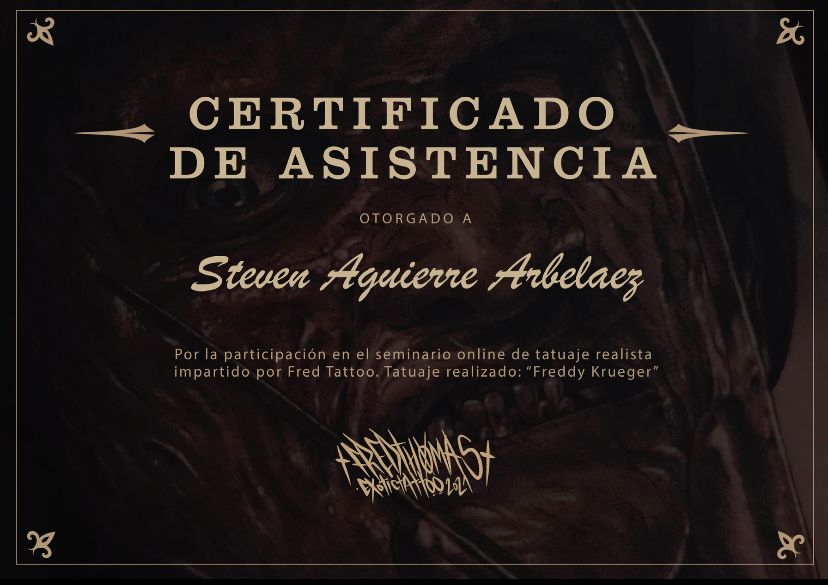 CERTIFICADO
DE ASISTENCIA
OTORGADO A
Steven Aguierre Arbelaez
Por la participación en el seminario online de tatuaje realista
impartido por Fred Tattoo. Tatuaje realizado: “Freddy Krueger”
FREDTHOMAS
EXOTICTATTOO 2021